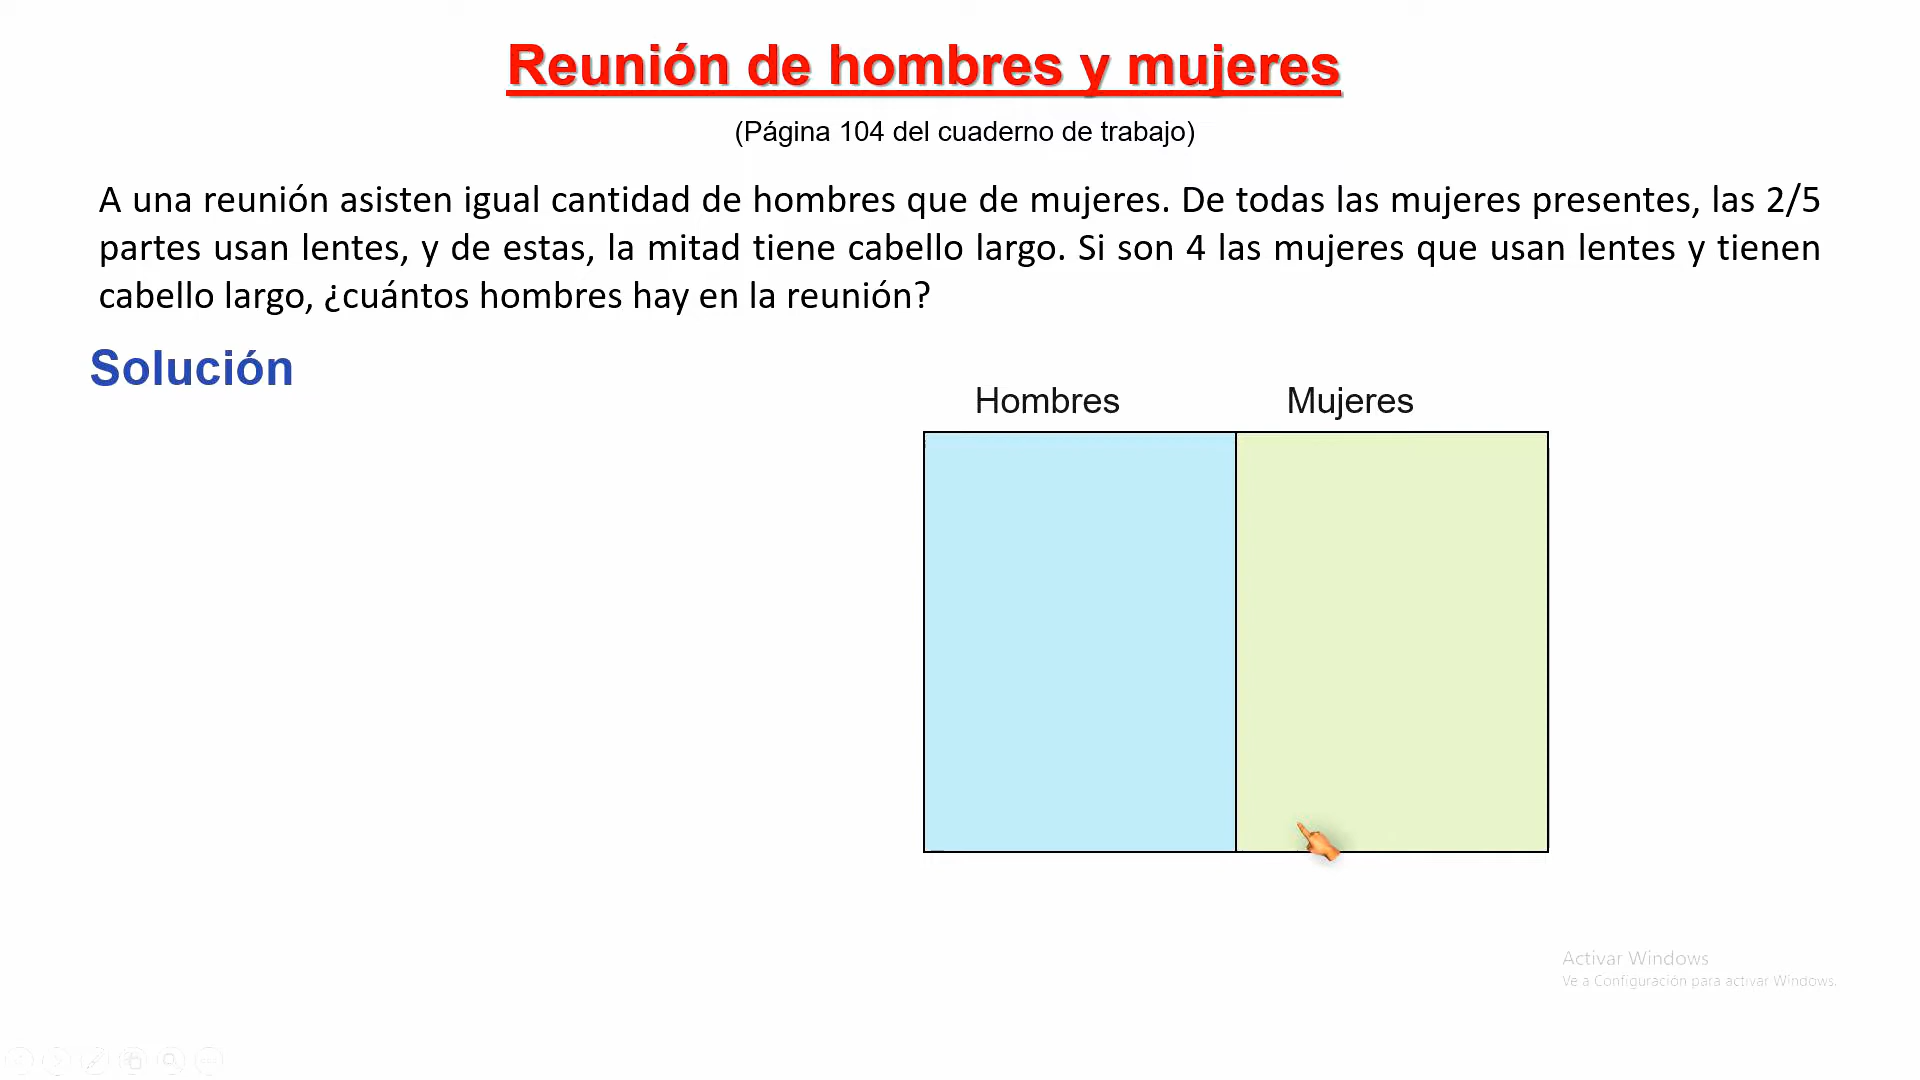 Reunión de hombres y mujeres
(Página 104 del cuaderno de trabajo)
A una reunión asisten igual cantidad de hombres que de mujeres. De todas las mujeres presentes, las 2/5
partes usan lentes, y de estas, la mitad tiene cabello largo. Si son 4 las mujeres que usan lentes y tienen
cabello largo, ¿cuántos hombres hay en la reunión?
Solución
Hombres
Mujeres
Activar Windows
Ve a Configuración para activar Windows.